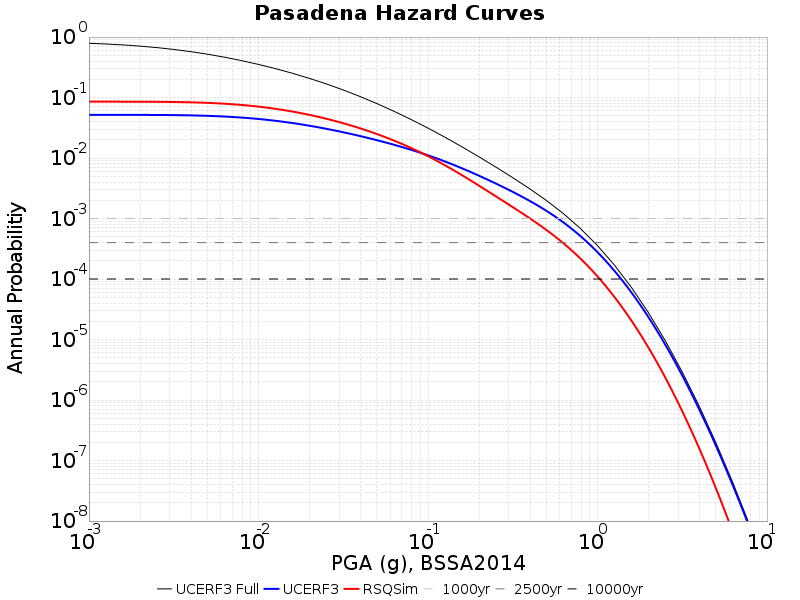 Pasadena Hazard Curves
Annual Probabilitiy
10^0
10^-1
10^-2
10^-3
10^-4
10^-5
10^-6
10^-7
10^-8
10^-3 10^-2 10^-1 10^0 10^1
PGA (g), BSSA2014
UCERF3 Full UCERF3 RSQSim 1000yr 2500yr 10000yr